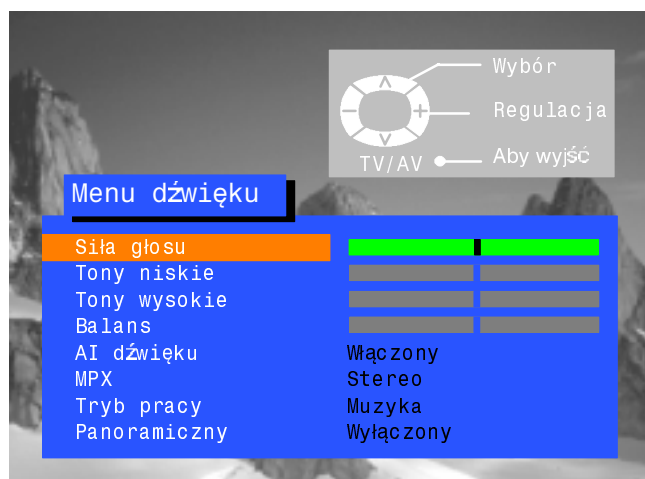 Wybór
Regulacja
TV/AV
Aby wyjść
Menu dźwięku
Siła głosu
Tony niskie
Tony wysokie
Balans
AI dźwięku Włączony
MPX Stereo
Tryb pracy Muzyka
Panoramiczny Wyłączony